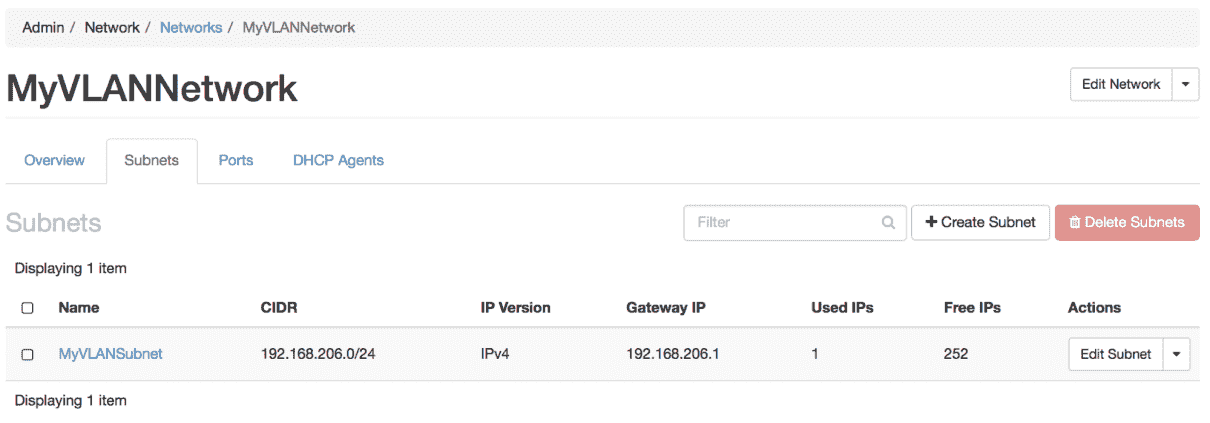 Admin / Network / Networks / MyVLANNetwork
MyVLANNetwork Edit Network
Overview Subnets Ports DHCP Agents
Subnets Filter + Create Subnet Delete Subnets
Displaying 1 item
Name CIDR IP Version Gateway IP Used IPs Free IPs Actions
MyVLANSubnet 192.168.206.0/24 IPv4 192.168.206.1 1 252 Edit Subnet
Displaying 1 item